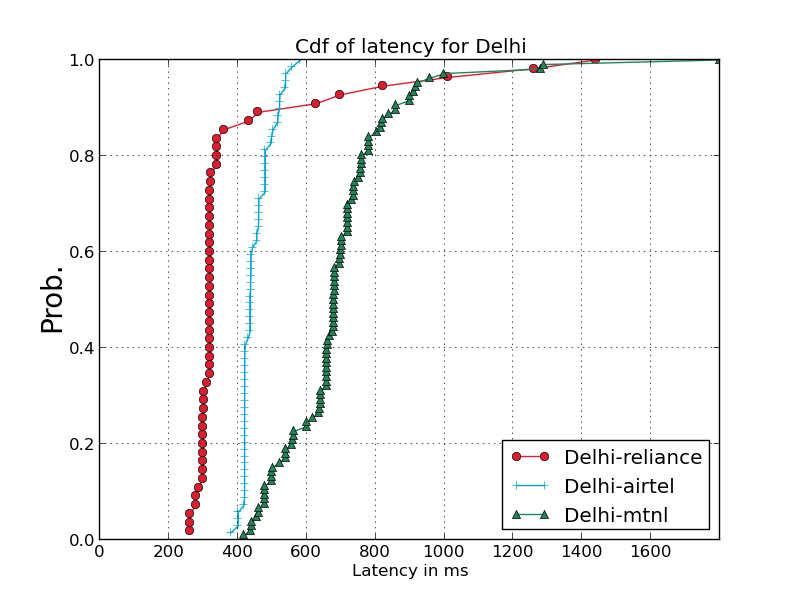 Cdf of latency for Delhi
1.0
0.8
0.6
0.4
0.2
0.0
Prob.
0 200 400 600 800 1000 1200 1400 1600
Latency in ms
Delhi-reliance
Delhi-airtel
Delhi-mtnl